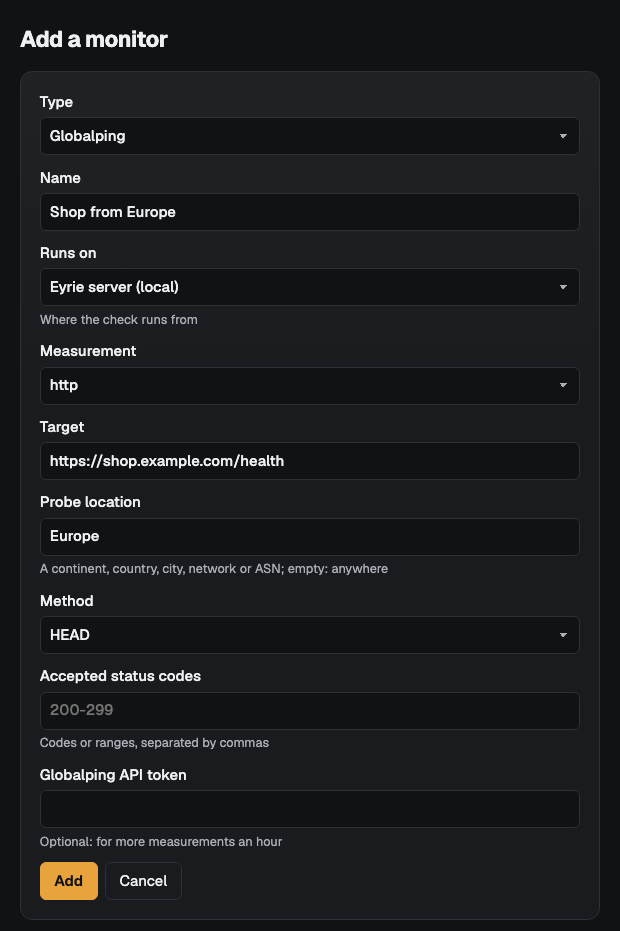 Add a monitor
Type
Globalping
Name
Shop from Europe
Runs on
Eyrie server (local)
Where the check runs from
Measurement
http
Target
https://shop.example.com/health
Probe location
Europe
A continent, country, city, network or ASN; empty: anywhere
Method
HEAD
Accepted status codes
200-299
Codes or ranges, separated by commas
Globalping API token
Optional: for more measurements an hour
Add
Cancel